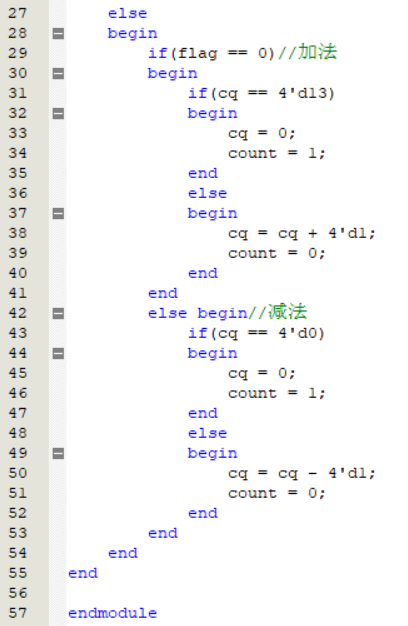 27 else
28 begin
29 if(flag == 0)//加法
30 begin
31 if(cq == 4'd13)
32 begin
33 cq = 0;
34 count = 1;
35 end
36 else
37 begin
38 cq = cq + 4'd1;
39 count = 0;
40 end
41 end
42 else begin//减法
43 if(cq == 4'd0)
44 begin
45 cq = 0;
46 count = 1;
47 end
48 else
49 begin
50 cq = cq - 4'd1;
51 count = 0;
52 end
53 end
54 end
55 end
56
57 endmodule